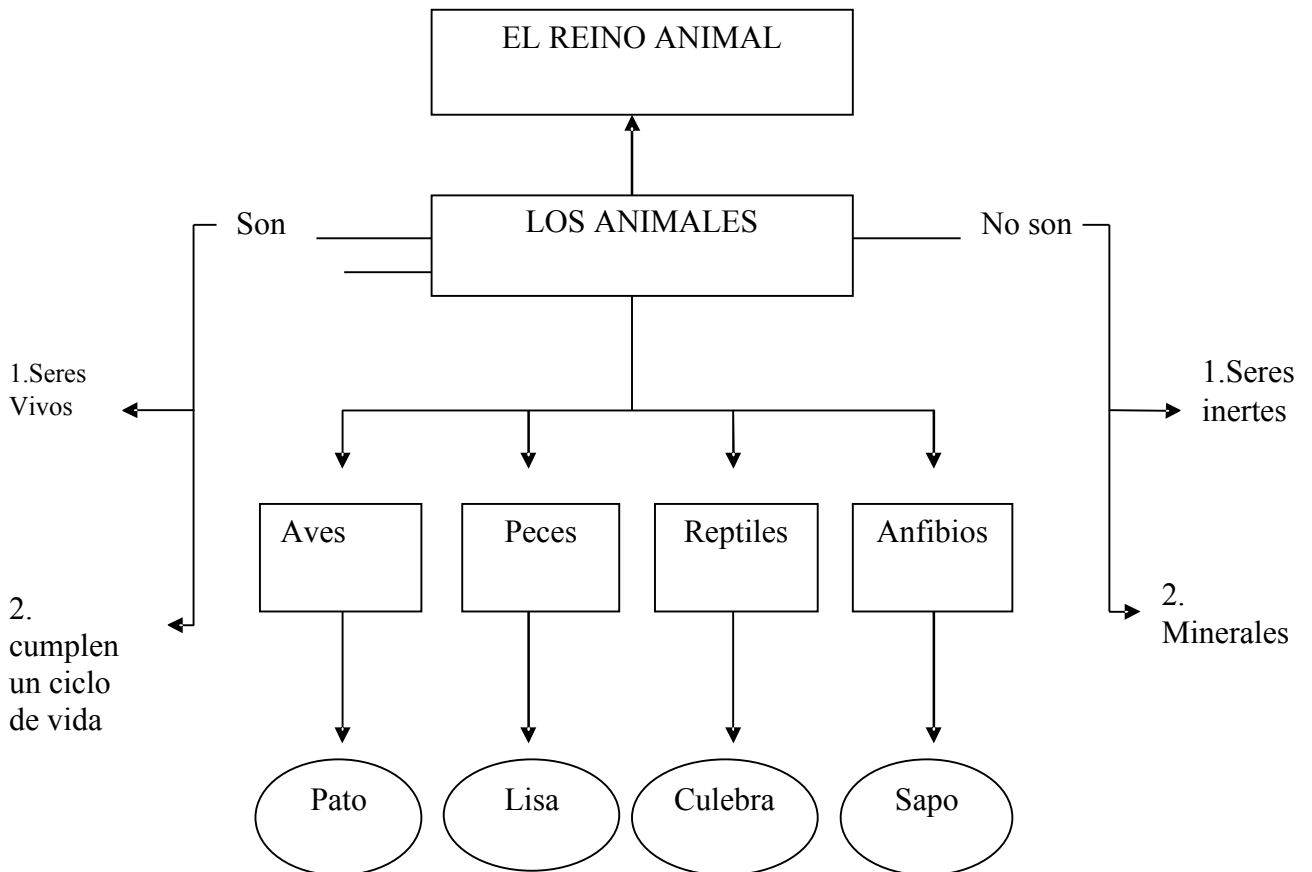 EL REINO ANIMAL
LOS ANIMALES
Son
No son
1.Seres
Vivos
1.Seres
inertes
Aves
Peces
Reptiles
Anfibios
2.
cumplen
un ciclo
de vida
2.
Minerales
Pato
Lisa
Culebra
Sapo